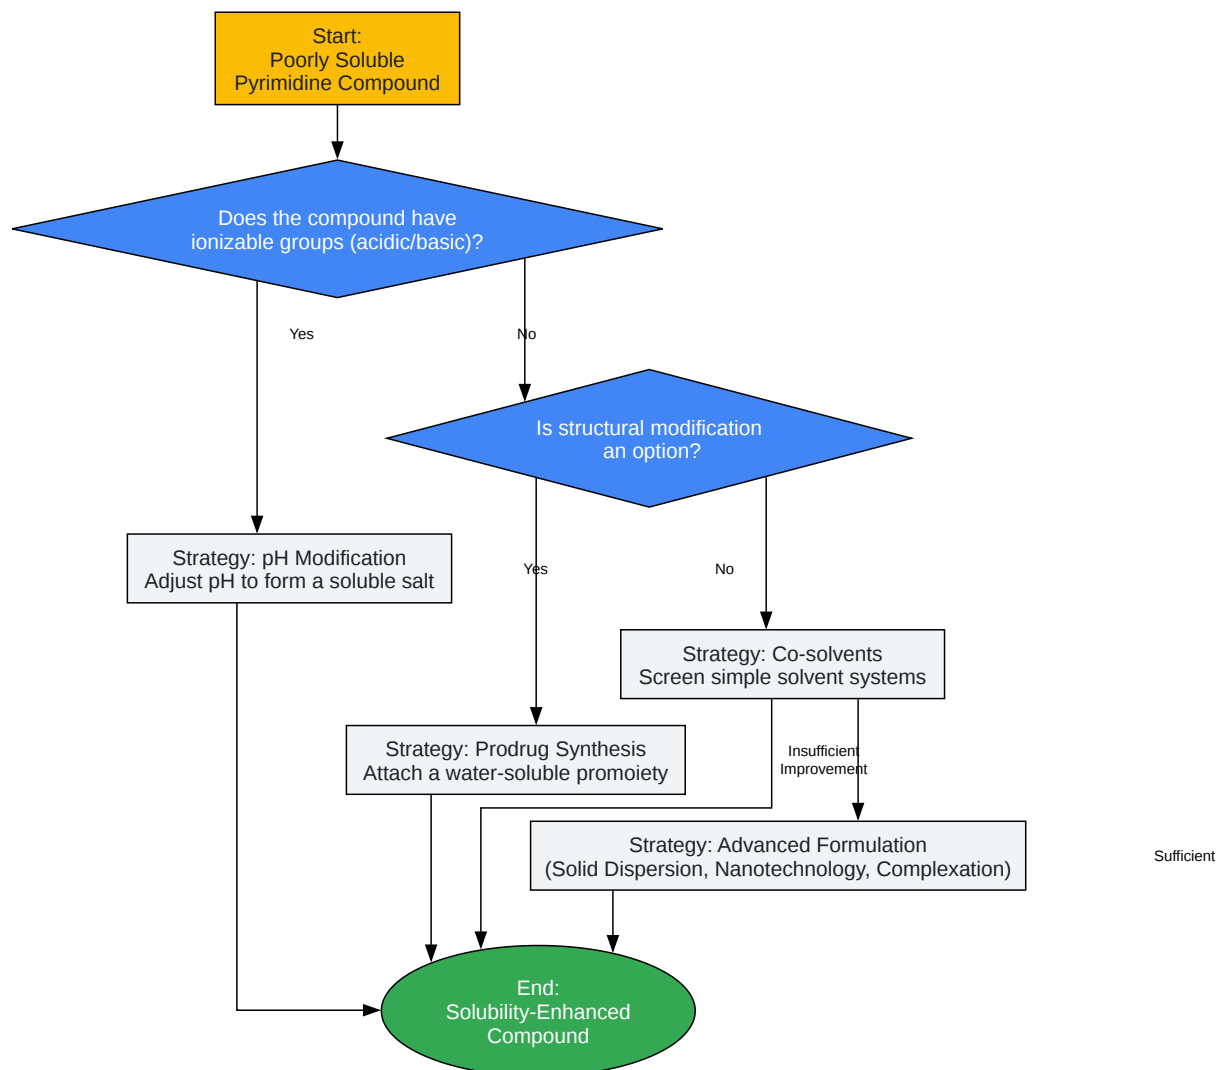 Start:
Poorly Soluble
Pyrimidine Compound
Does the compound have
ionizable groups (acidic/basic)?
Yes
No
Is structural modification
an option?
Strategy: pH Modification
Adjust pH to form a soluble salt
Yes
No
Strategy: Co-solvents
Screen simple solvent systems
Strategy: Prodrug Synthesis
Attach a water-soluble promoiety
Insufficient
Improvement
Strategy: Advanced Formulation
(Solid Dispersion, Nanotechnology, Complexation)
Sufficient
End:
Solubility-Enhanced
Compound